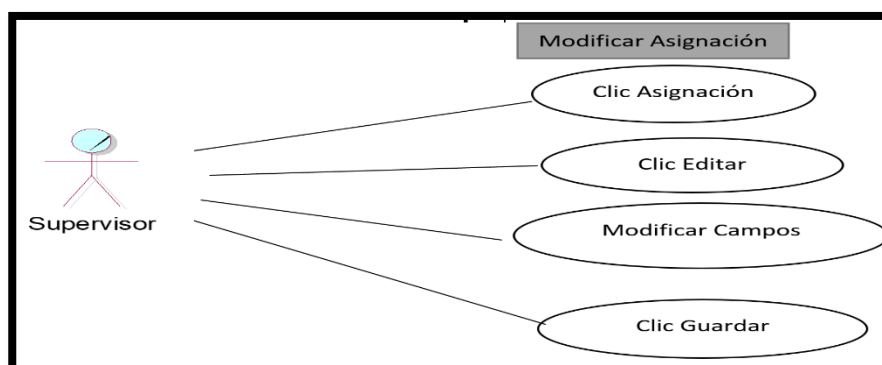 Modificar Asignación
Clic Asignación
Clic Editar
Supervisor
Modificar Campos
Clic Guardar